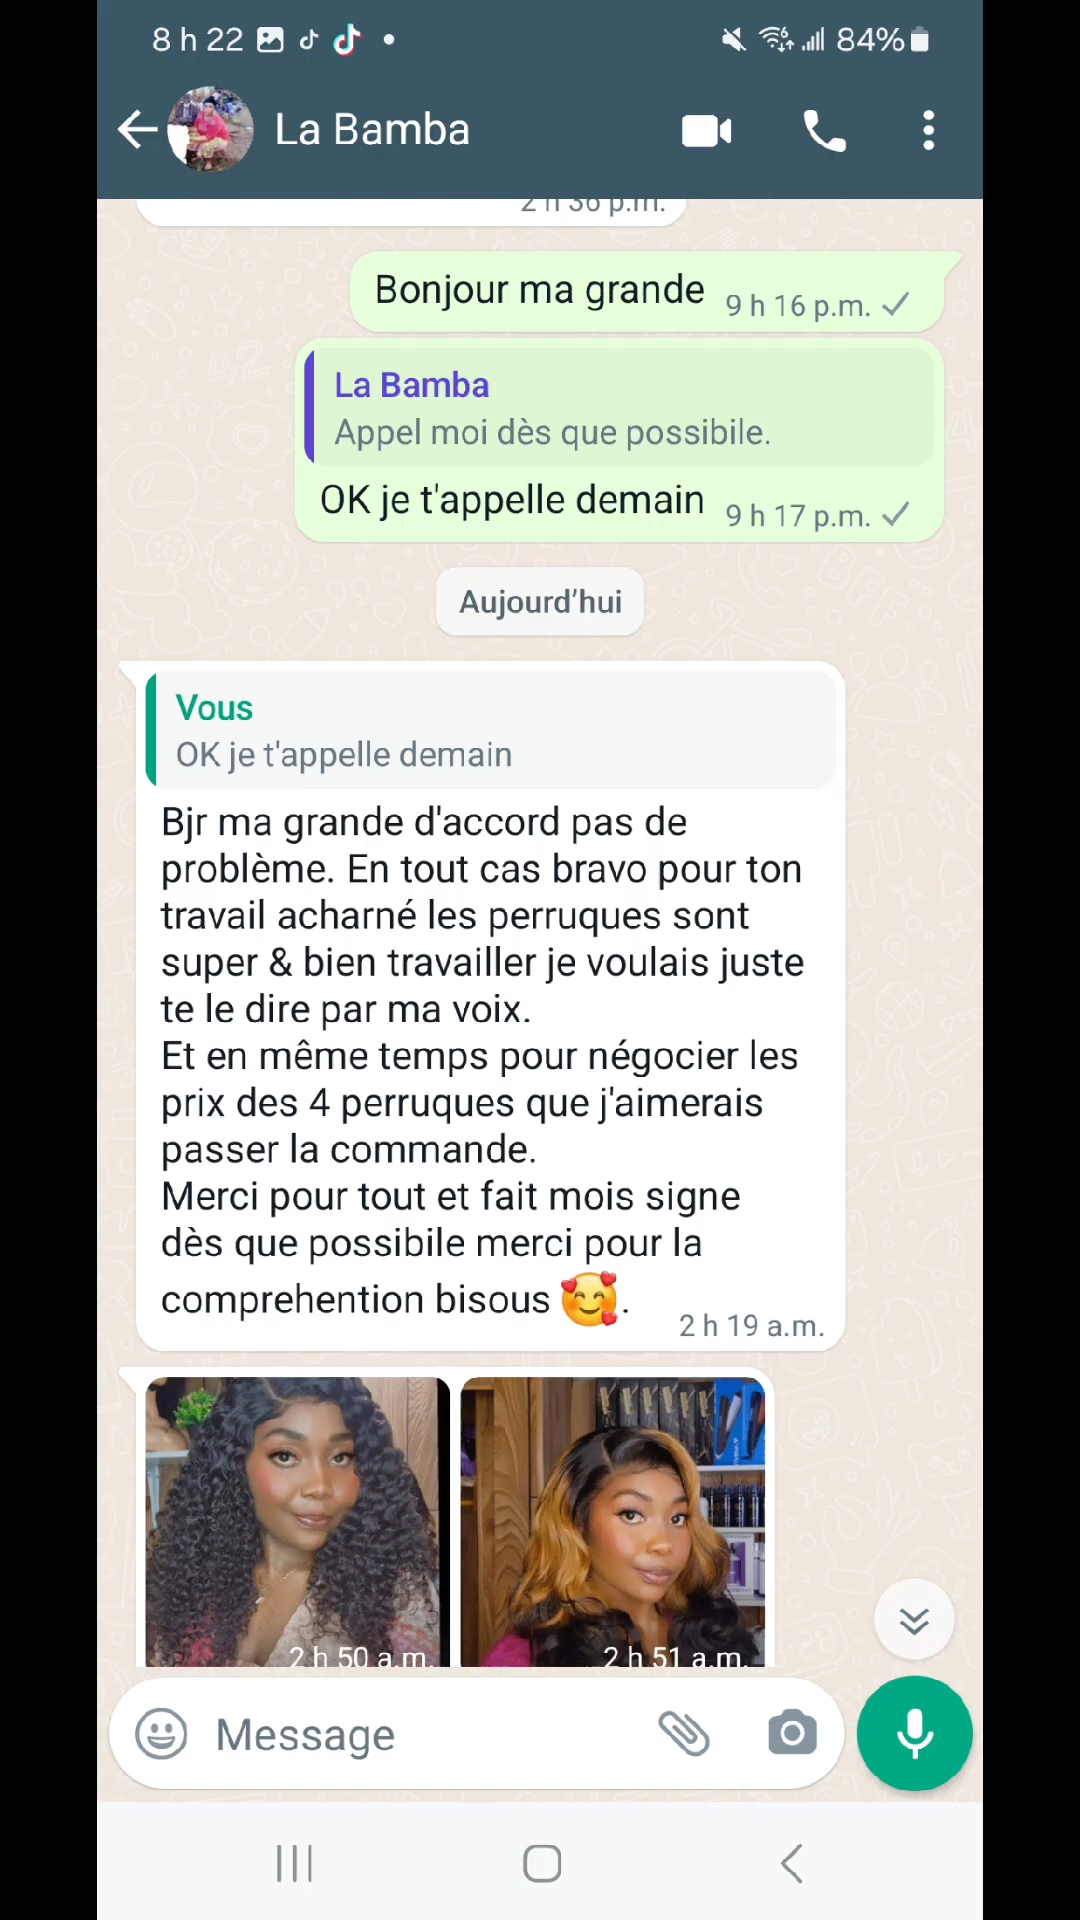 8 h 22
84%
La Bamba
2 h 36 p.m.
Bonjour ma grande
9 h 16 p.m.
La Bamba
Appel moi dès que possibile.
OK je t'appelle demain
9 h 17 p.m.
Aujourd'hui
Vous
OK je t'appelle demain
Bjr ma grande d'accord pas de
problème. En tout cas bravo pour ton
travail acharné les perruques sont
super & bien travailler je voulais juste
te le dire par ma voix.
Et en même temps pour négocier les
prix des 4 perruques que j'aimerais
passer la commande.
Merci pour tout et fait mois signe
dès que possibile merci pour la
comprehention bisous 🥰.
2 h 19 a.m.
2 h 50 a.m.
2 h 51 a.m.
Message